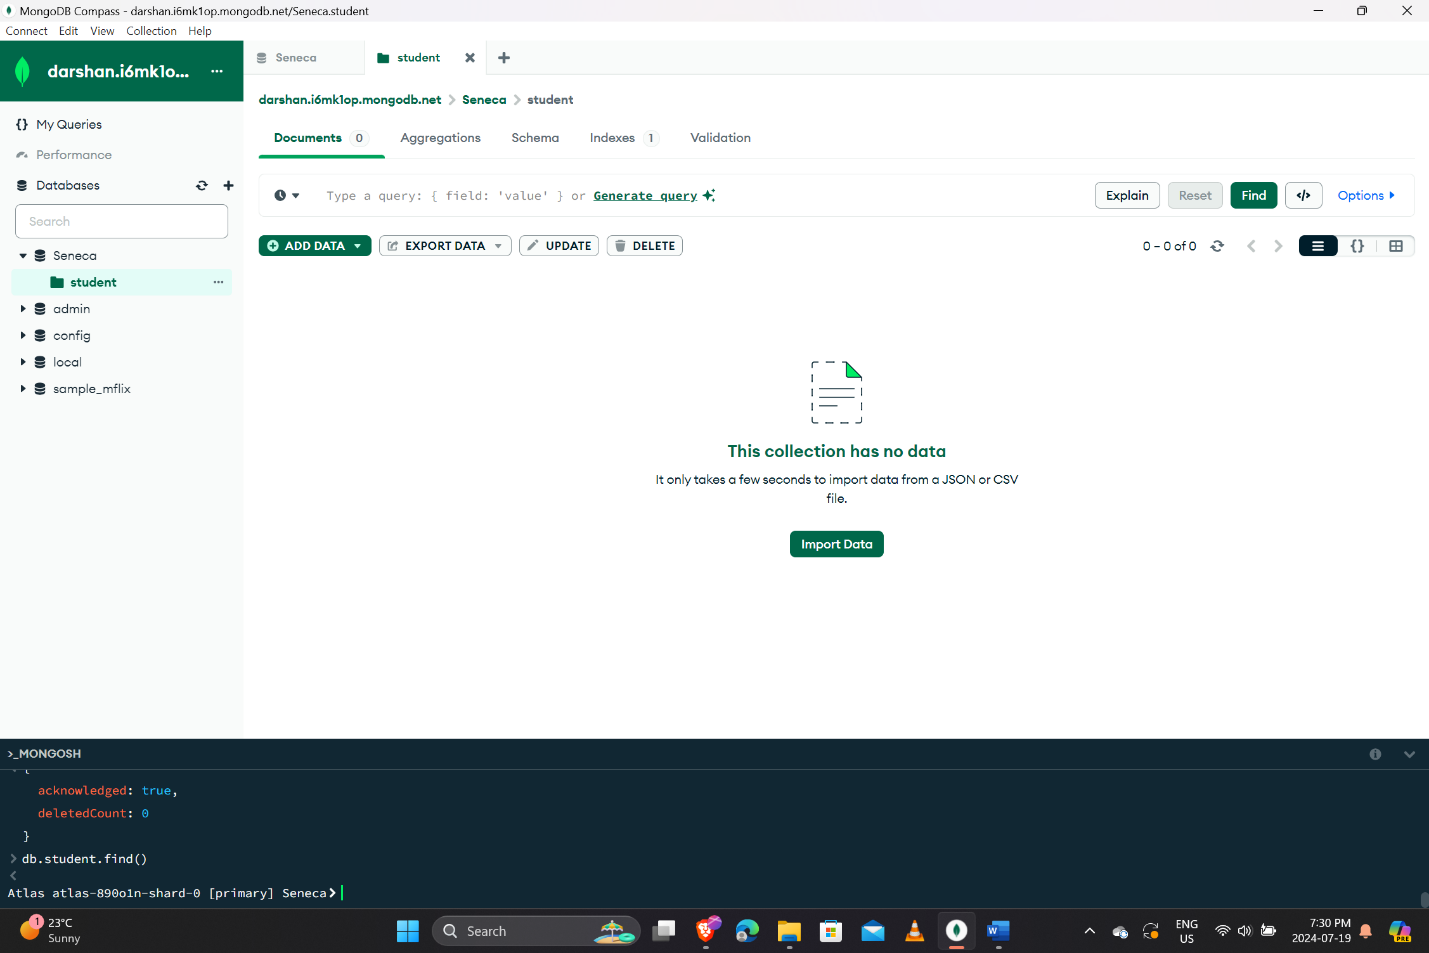 MongoDB Compass - darshan.i6mk1op.mongodb.net/Seneca.student
Connect Edit View Collection Help
darshan.i6mk1o... ...
Seneca student
darshan.i6mk1op.mongodb.net > Seneca > student
{} My Queries
Documents 0 Aggregations Schema Indexes 1 Validation
Performance
Databases
Type a query: { field: 'value' } or Generate query Explain Reset Find </> Options
Search
ADD DATA EXPORT DATA UPDATE DELETE 0 – 0 of 0 {}
Seneca
student ...
admin
config
local
sample_mflix
This collection has no data
It only takes a few seconds to import data from a JSON or CSV
file.
Import Data
>_MONGOSH
{
acknowledged: true,
deletedCount: 0
}
> db.student.find()
<
Atlas atlas-890o1n-shard-0 [primary] Seneca>
1 23°C
Sunny
Search
W
ENG
US
7:30 PM
2024-07-19
PRE